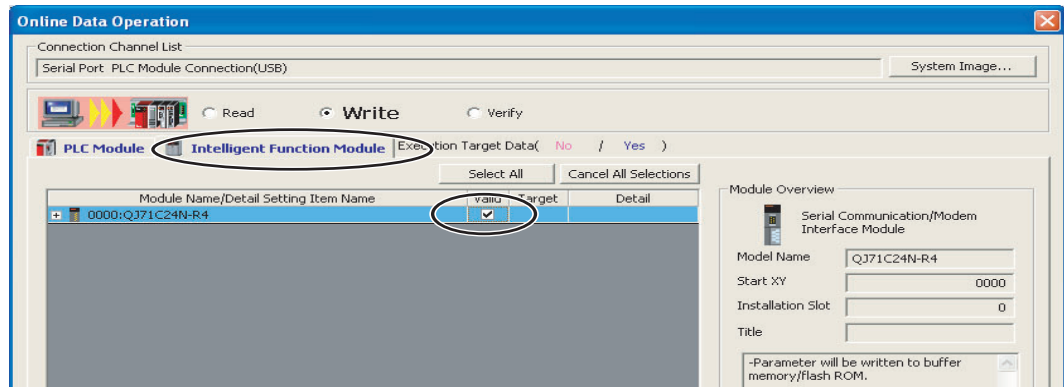 Online Data Operation
Connection Channel List
Serial Port PLC Module Connection(USB)
System Image...
Read
Write
Verify
PLC Module
Intelligent Function Module
Execution Target Data( No / Yes )
Select All
Cancel All Selections
Module Name/Detail Setting Item Name
Valid
Target
Detail
0000:QJ71C24N-R4
Module Overview
Serial Communication/Modem
Interface Module
Model Name
QJ71C24N-R4
Start XY
0000
Installation Slot
0
Title
-Parameter will be written to buffer
memory/flash ROM.